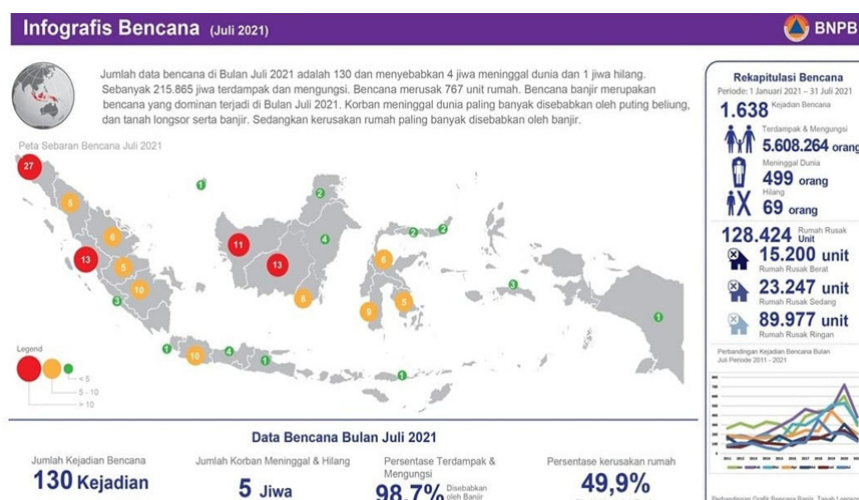 Infografis Bencana (Juli 2021)
BNPB
Jumlah data bencana di Bulan Juli 2021 adalah 130 dan menyebabkan 4 jiwa meninggal dunia dan 1 jiwa hilang.
Sebanyak 215.865 jiwa terdampak dan mengungsi. Bencana merusak 767 unit rumah. Bencana banjir merupakan
bencana yang dominan terjadi di Bulan Juli 2021. Korban meninggal dunia paling banyak disebabkan oleh puting beliung,
dan tanah longsor serta banjir. Sedangkan kerusakan rumah paling banyak disebabkan oleh banjir.
Peta Sebaran Bencana Juli 2021
27
5
6
13
5
10
3
1
2
11
4
13
6
2
2
6
9
5
3
1
1
10
4
1
1
Legend
< 5
5 - 10
> 10
Rekapitulasi Bencana
Periode: 1 Januari 2021 – 31 Juli 2021
1.638 Kejadian Bencana
Terdampak & Mengungsi
5.608.264 orang
Meninggal Dunia
499 orang
Hilang
69 orang
128.424 Rumah Rusak
Unit
15.200 unit
Rumah Rusak Berat
23.247 unit
Rumah Rusak Sedang
89.977 unit
Rumah Rusak Ringan
Perbandingan Kejadian Bencana Bulan
Juli Periode 2011 - 2021
Data Bencana Bulan Juli 2021
Jumlah Kejadian Bencana
130 Kejadian
Jumlah Korban Meninggal & Hilang
5 Jiwa
Persentase Terdampak &
Mengungsi
98,7% Disebabkan
oleh Banjir
Persentase kerusakan rumah
49,9%